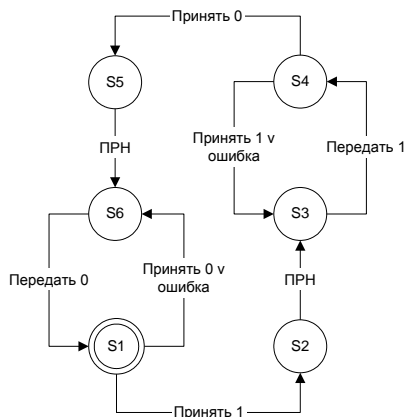 Принять 0
S5
S4
ПРН
Принять 1 v
ошибка
Передать 1
S6
S3
Передать 0
Принять 0 v
ошибка
ПРН
S1
S2
Принять 1